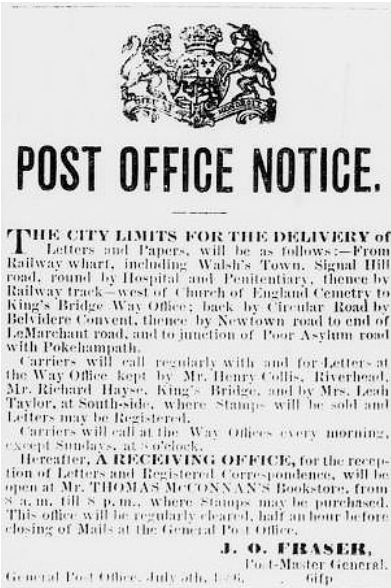 POST OFFICE NOTICE.
THE CITY LIMITS FOR THE DELIVERY of
Letters and Papers, will be as follows:—From
Railway wharf, including Walsh's Town, Signal Hill
road, round by Hospital and Penitentiary, thence by
Railway track—west of Church of England Cemetry to
King's Bridge Way Office; back by Circular Road by
Belvidere Convent, thence by Newtown road to end of
LeMarchant road, and to junction of Poor Asylum road
with Pokehampath.
Carriers will call regularly with and for Letters at
the Way Office kept by Mr. Henry Collis, Riverhead,
Mr. Richard Hayse, King's Bridge, and by Mrs. Leah
Taylor, at South-side, where Stamps will be sold and
Letters may be Registered.
Carriers will call at the Way Offices every morning,
except Sundays, at o'clock.
Hereafter, A RECEIVING OFFICE, for the recep-
tion of Letters and Registered Correspondence, will be
open at Mr. THOMAS McCONNAN'S Bookstore, from
8 a.m. till 8 p.m., where Stamps may be purchased.
This office will be regularly cleared, half an hour before
closing of Mails at the General Post Office.
J. O. FRASER,
Post-Master General.
General Post Office, July 5th,